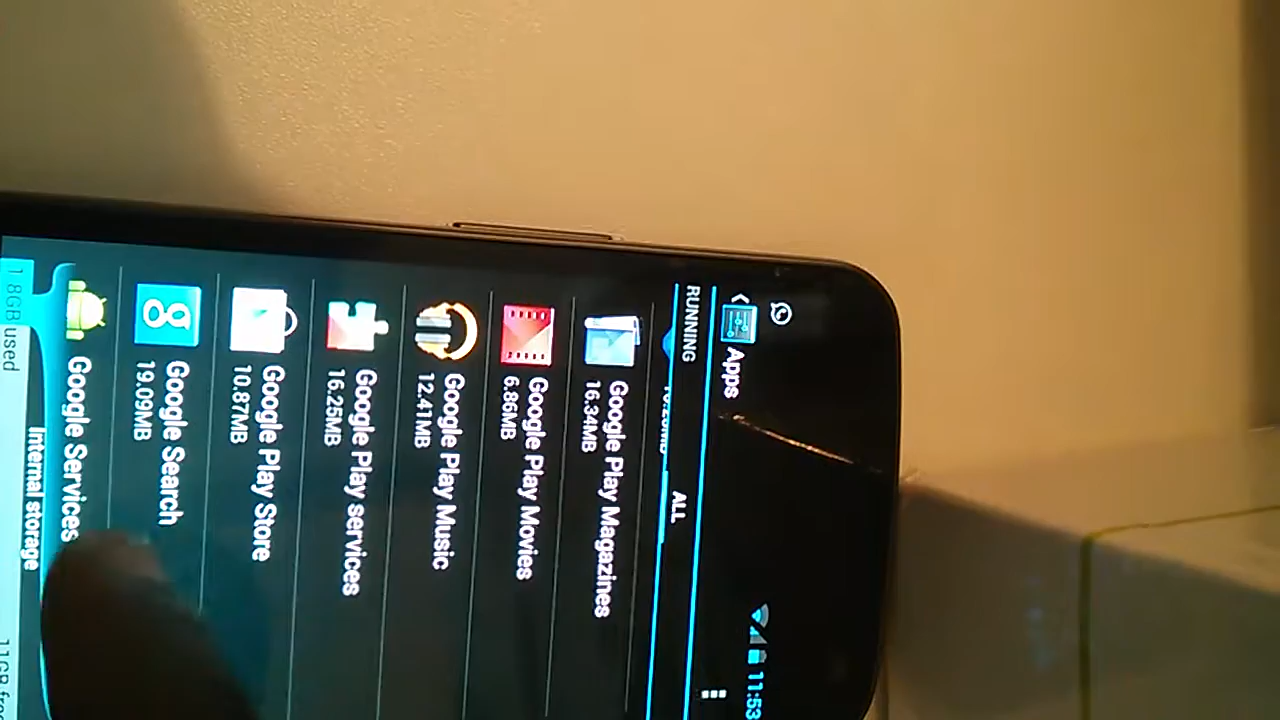 11:53
Apps
RUNNING
ALL
Google Play Magazines
16.34MB
Google Play Movies
6.86MB
Google Play Music
12.41MB
Google Play services
16.25MB
Google Play Store
10.87MB
Google Search
19.09MB
Google Services
Internal storage
1.8GB used